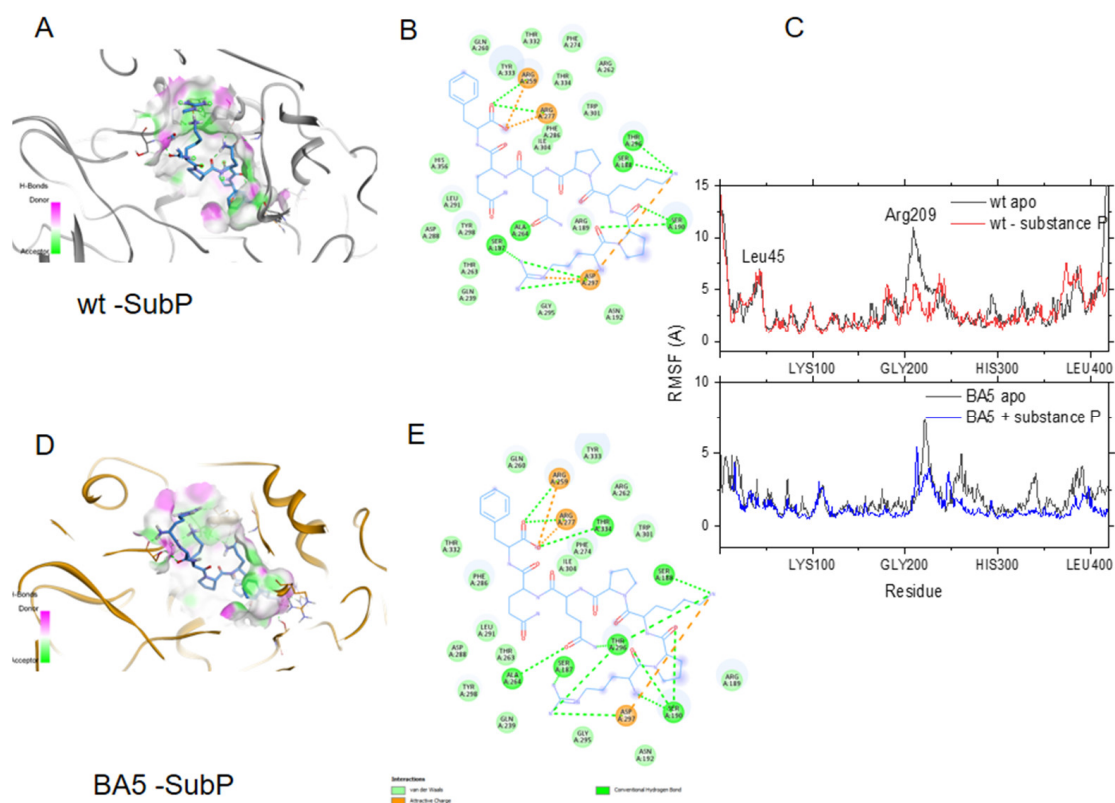 A
H-Bonds
Donor
Acceptor
wt -SubP
B
GLN
A:260
THR
A:332
PHE
A:274
TYR
A:333
ARG
A:259
THR
A:334
ARG
A:262
ARG
A:277
TRP
A:301
PHE
A:286
ILE
A:304
THR
A:296
SER
A:188
HIS
A:356
LEU
A:291
ASP
A:288
TYR
A:298
ALA
A:264
SER
A:187
ARG
A:189
SER
A:190
THR
A:263
ASP
A:297
GLN
A:239
GLY
A:295
ASN
A:192
C
15
10
5
0
wt apo
wt - substance P
Arg209
Leu45
LYS100
GLY200
HIS300
LEU400
RMSF (A)
10
5
0
BA5 apo
BA5 + substance P
LYS100
GLY200
HIS300
LEU400
Residue
D
H-Bonds
Donor
Acceptor
BA5 -SubP
E
TYR
A:333
GLN
A:260
ARG
A:259
ARG
A:262
ARG
A:277
THR
A:334
TRP
A:301
THR
A:332
PHE
A:274
ILE
A:304
PHE
A:286
SER
A:188
LEU
A:291
ASP
A:288
THR
A:263
THR
A:296
SER
A:187
ALA
A:264
ARG
A:189
TYR
A:298
ASP
A:297
SER
A:190
GLN
A:239
GLY
A:295
ASN
A:192
Interactions
van der Waals
Attractive Charge
Conventional Hydrogen Bond